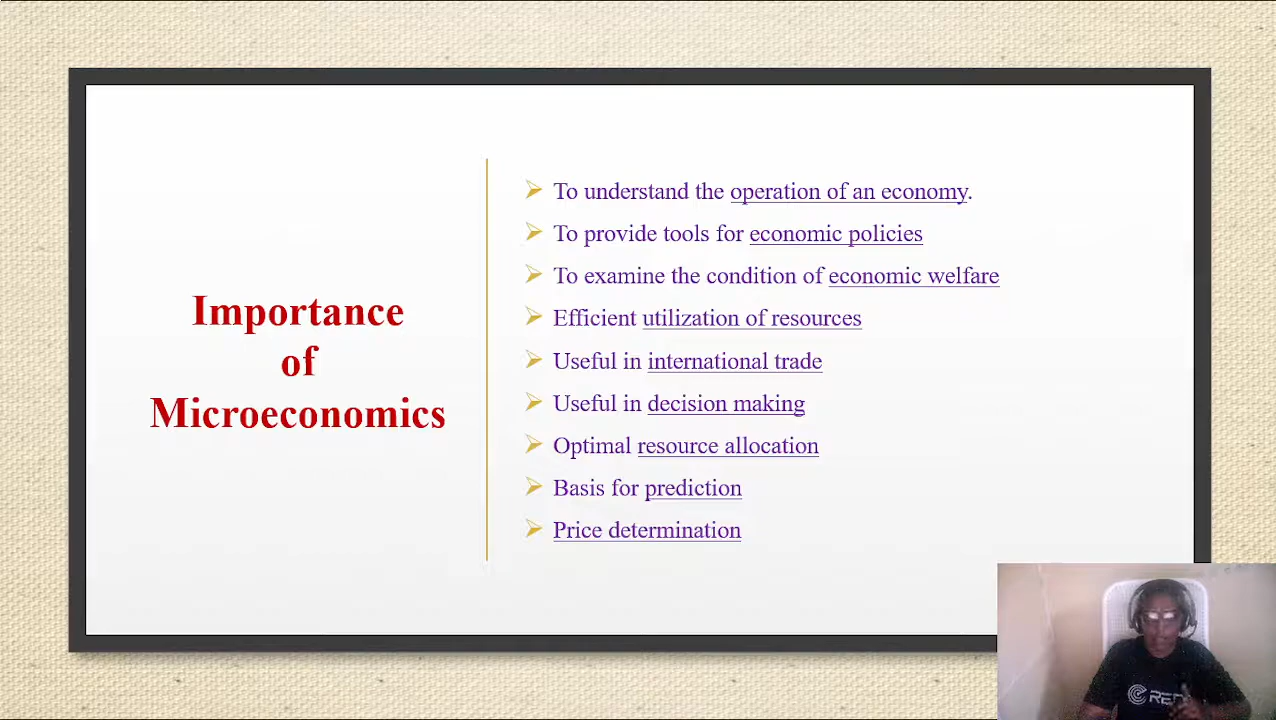 Importance
of
Microeconomics
To understand the operation of an economy.
To provide tools for economic policies
To examine the condition of economic welfare
Efficient utilization of resources
Useful in international trade
Useful in decision making
Optimal resource allocation
Basis for prediction
Price determination